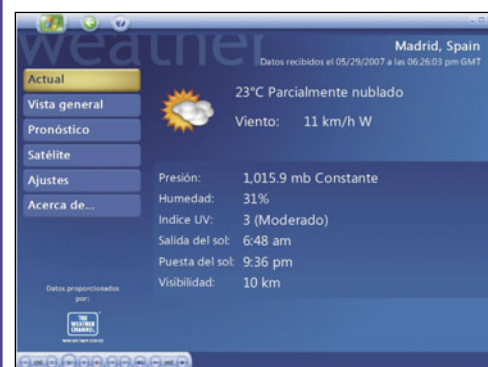 weather
Madrid, Spain
Datos recibidos el 05/29/2007 a las 06:26:03 pm GMT
Actual
Vista general
Pronóstico
Satélite
Ajustes
Acerca de...
23°C Parcialmente nublado
Viento: 11 km/h W
Presión: 1,015.9 mb Constante
Humedad: 31%
Indice UV: 3 (Moderado)
Salida del sol: 6:48 am
Puesta del sol: 9:36 pm
Visibilidad: 10 km
Datos proporcionados
por:
THE
WEATHER
CHANNEL
weather.com